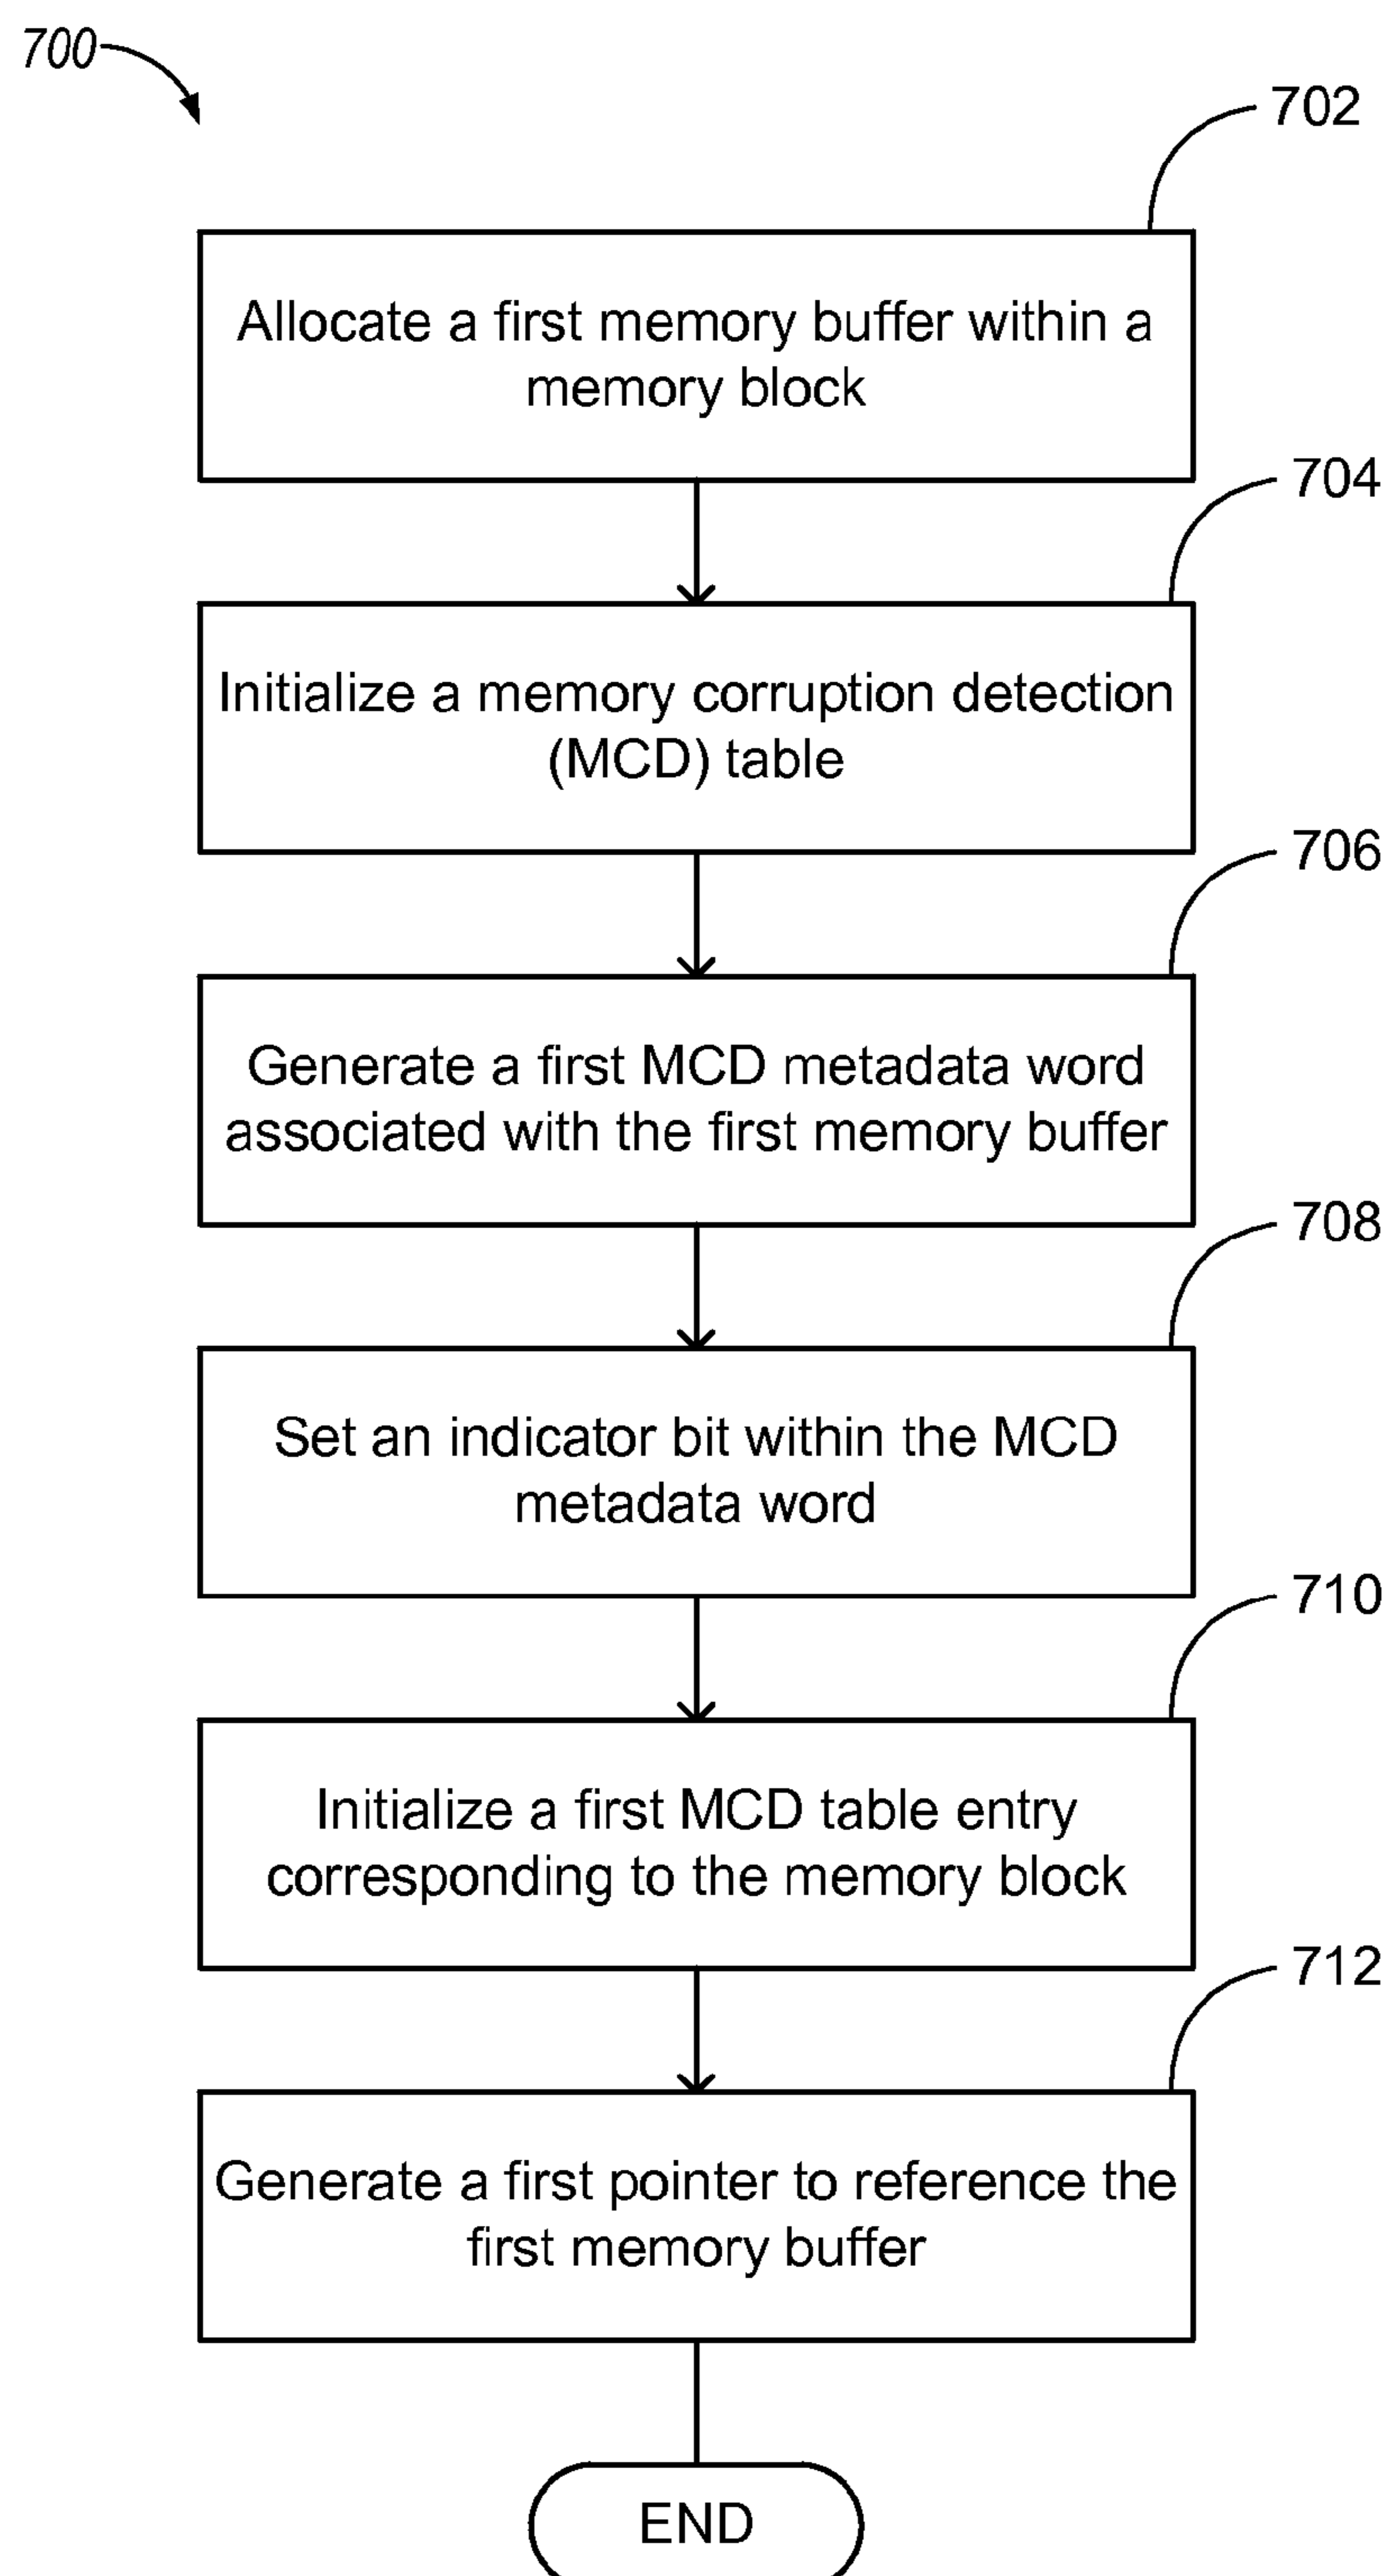 700
702
Allocate a first memory buffer within a
memory block
704
Initialize a memory corruption detection
(MCD) table
706
Generate a first MCD metadata word
associated with the first memory buffer
708
Set an indicator bit within the MCD
metadata word
710
Initialize a first MCD table entry
corresponding to the memory block
712
Generate a first pointer to reference the
first memory buffer
END